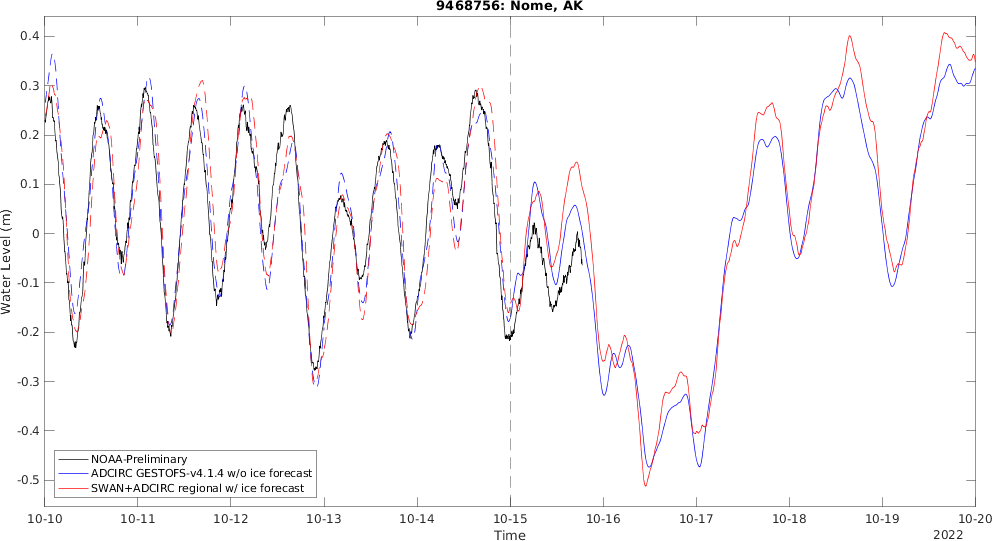 9468756: Nome, AK
Water Level (m)
0.4
0.3
0.2
0.1
0
-0.1
-0.2
-0.3
-0.4
-0.5
NOAA-Preliminary
ADCIRC GESTOFS-v4.1.4 w/o ice forecast
SWAN+ADCIRC regional w/ ice forecast
10-10 10-11 10-12 10-13 10-14 10-15 10-16 10-17 10-18 10-19 10-20
Time
2022